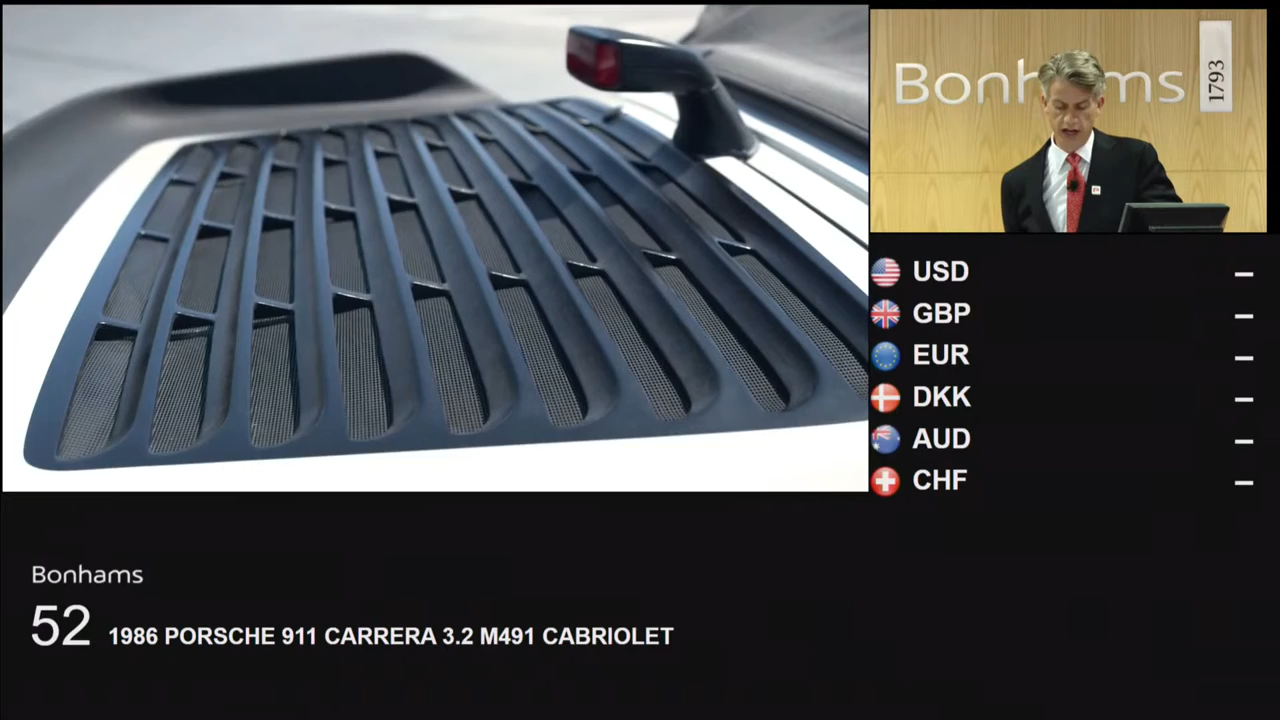 Bonhams
1793
USD –
GBP –
EUR –
DKK –
AUD –
CHF –
Bonhams
52 1986 PORSCHE 911 CARRERA 3.2 M491 CABRIOLET